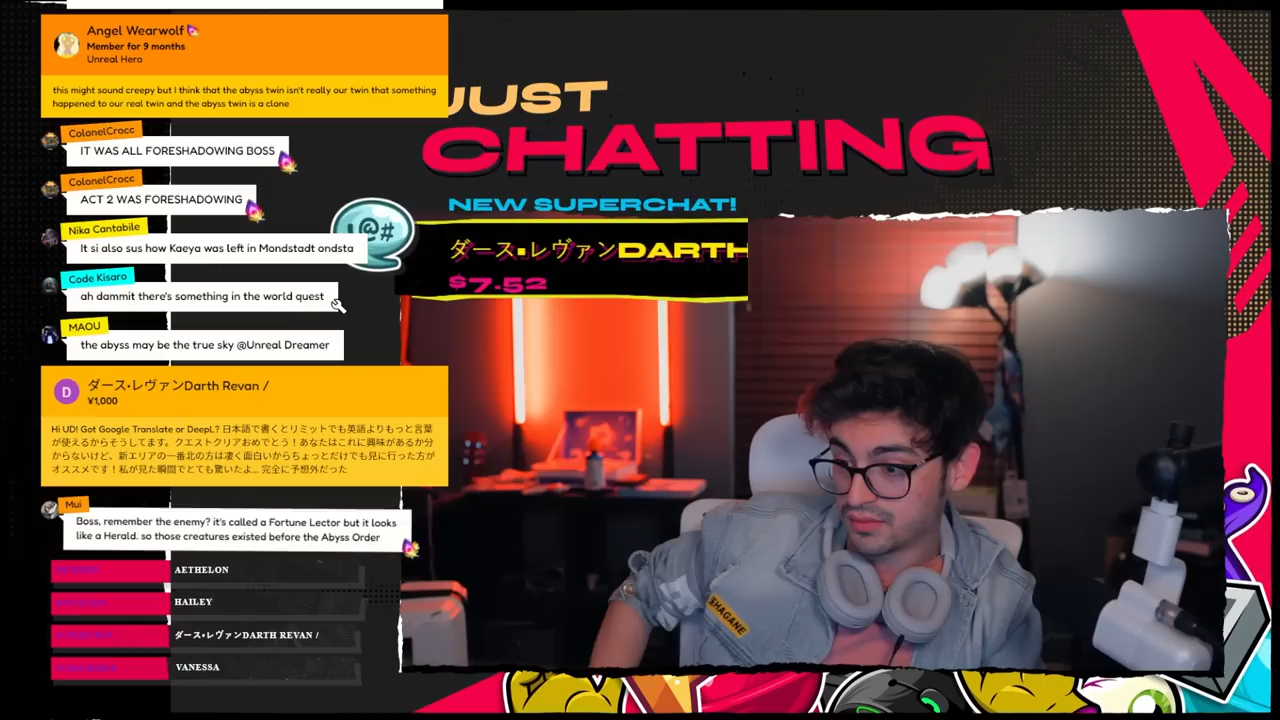 Angel Wearwolf
Member for 9 months
Unreal Hero
this might sound creepy but I think that the abyss twin isn't really our twin that something
happened to our real twin and the abyss twin is a clone
ColonelCrocc
IT WAS ALL FORESHADOWING BOSS
ColonelCrocc
ACT 2 WAS FORESHADOWING
Nika Cantabile
It si also sus how Kaeya was left in Mondstadt ondsta
Code Kisaro
ah dammit there's something in the world quest
MAOU
the abyss may be the true sky @Unreal Dreamer
D
ダース•レヴァンDarth Revan /
¥1,000
Hi UD! Got Google Translate or DeepL? 日本語で書くとリミットでも英語よりもっと言葉
が使えるからそうしてます。クエストクリアおめでとう！あなたはこれに興味があるか分
からないけど、新エリアの一番北の方は凄く面白いからちょっとだけでも見に行った方が
オススメです！私が見た瞬間でとても驚いたよ... 完全に予想外だった
Mui
Boss, remember the enemy? it's called a Fortune Lector but it looks
like a Herald. so those creatures existed before the Abyss Order
AETHELON
HAILEY
ダース•レヴァンDARTH REVAN /
VANESSA
JUST
CHATTING
NEW SUPERCHAT!
@#
ダース•レヴァンDARTH
$7.52
SHAGANE